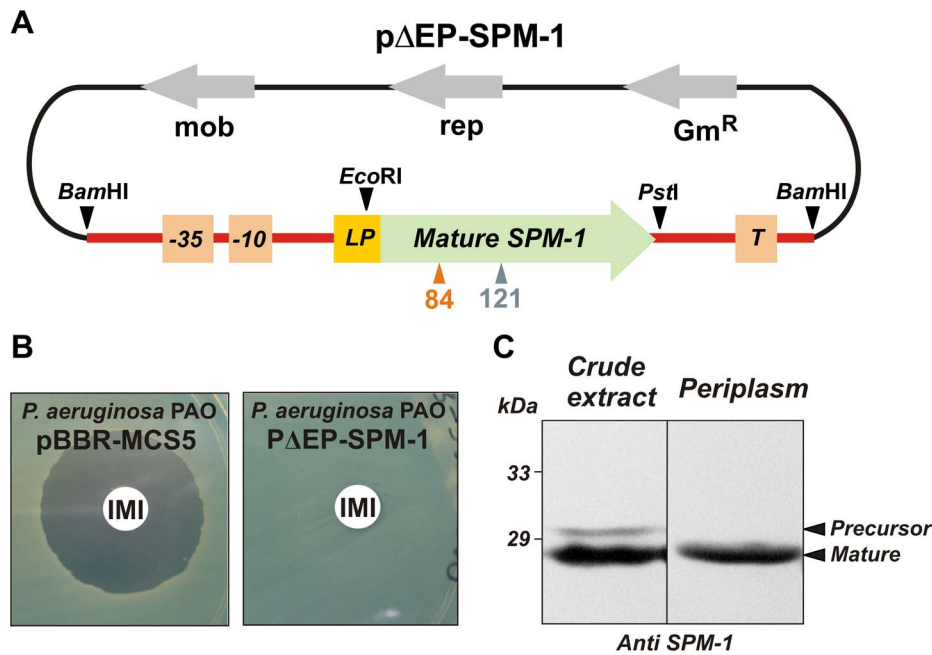 A
pΔEP-SPM-1
mob
rep
GmR
BamHI
EcoRI
PstI
BamHI
-35
-10
LP
Mature SPM-1
T
84
121
B
P. aeruginosa PAO
pBBR-MCS5
IMI
P. aeruginosa PAO
PΔEP-SPM-1
IMI
C
Crude
extract
Periplasm
kDa
33
29
Precursor
Mature
Anti SPM-1